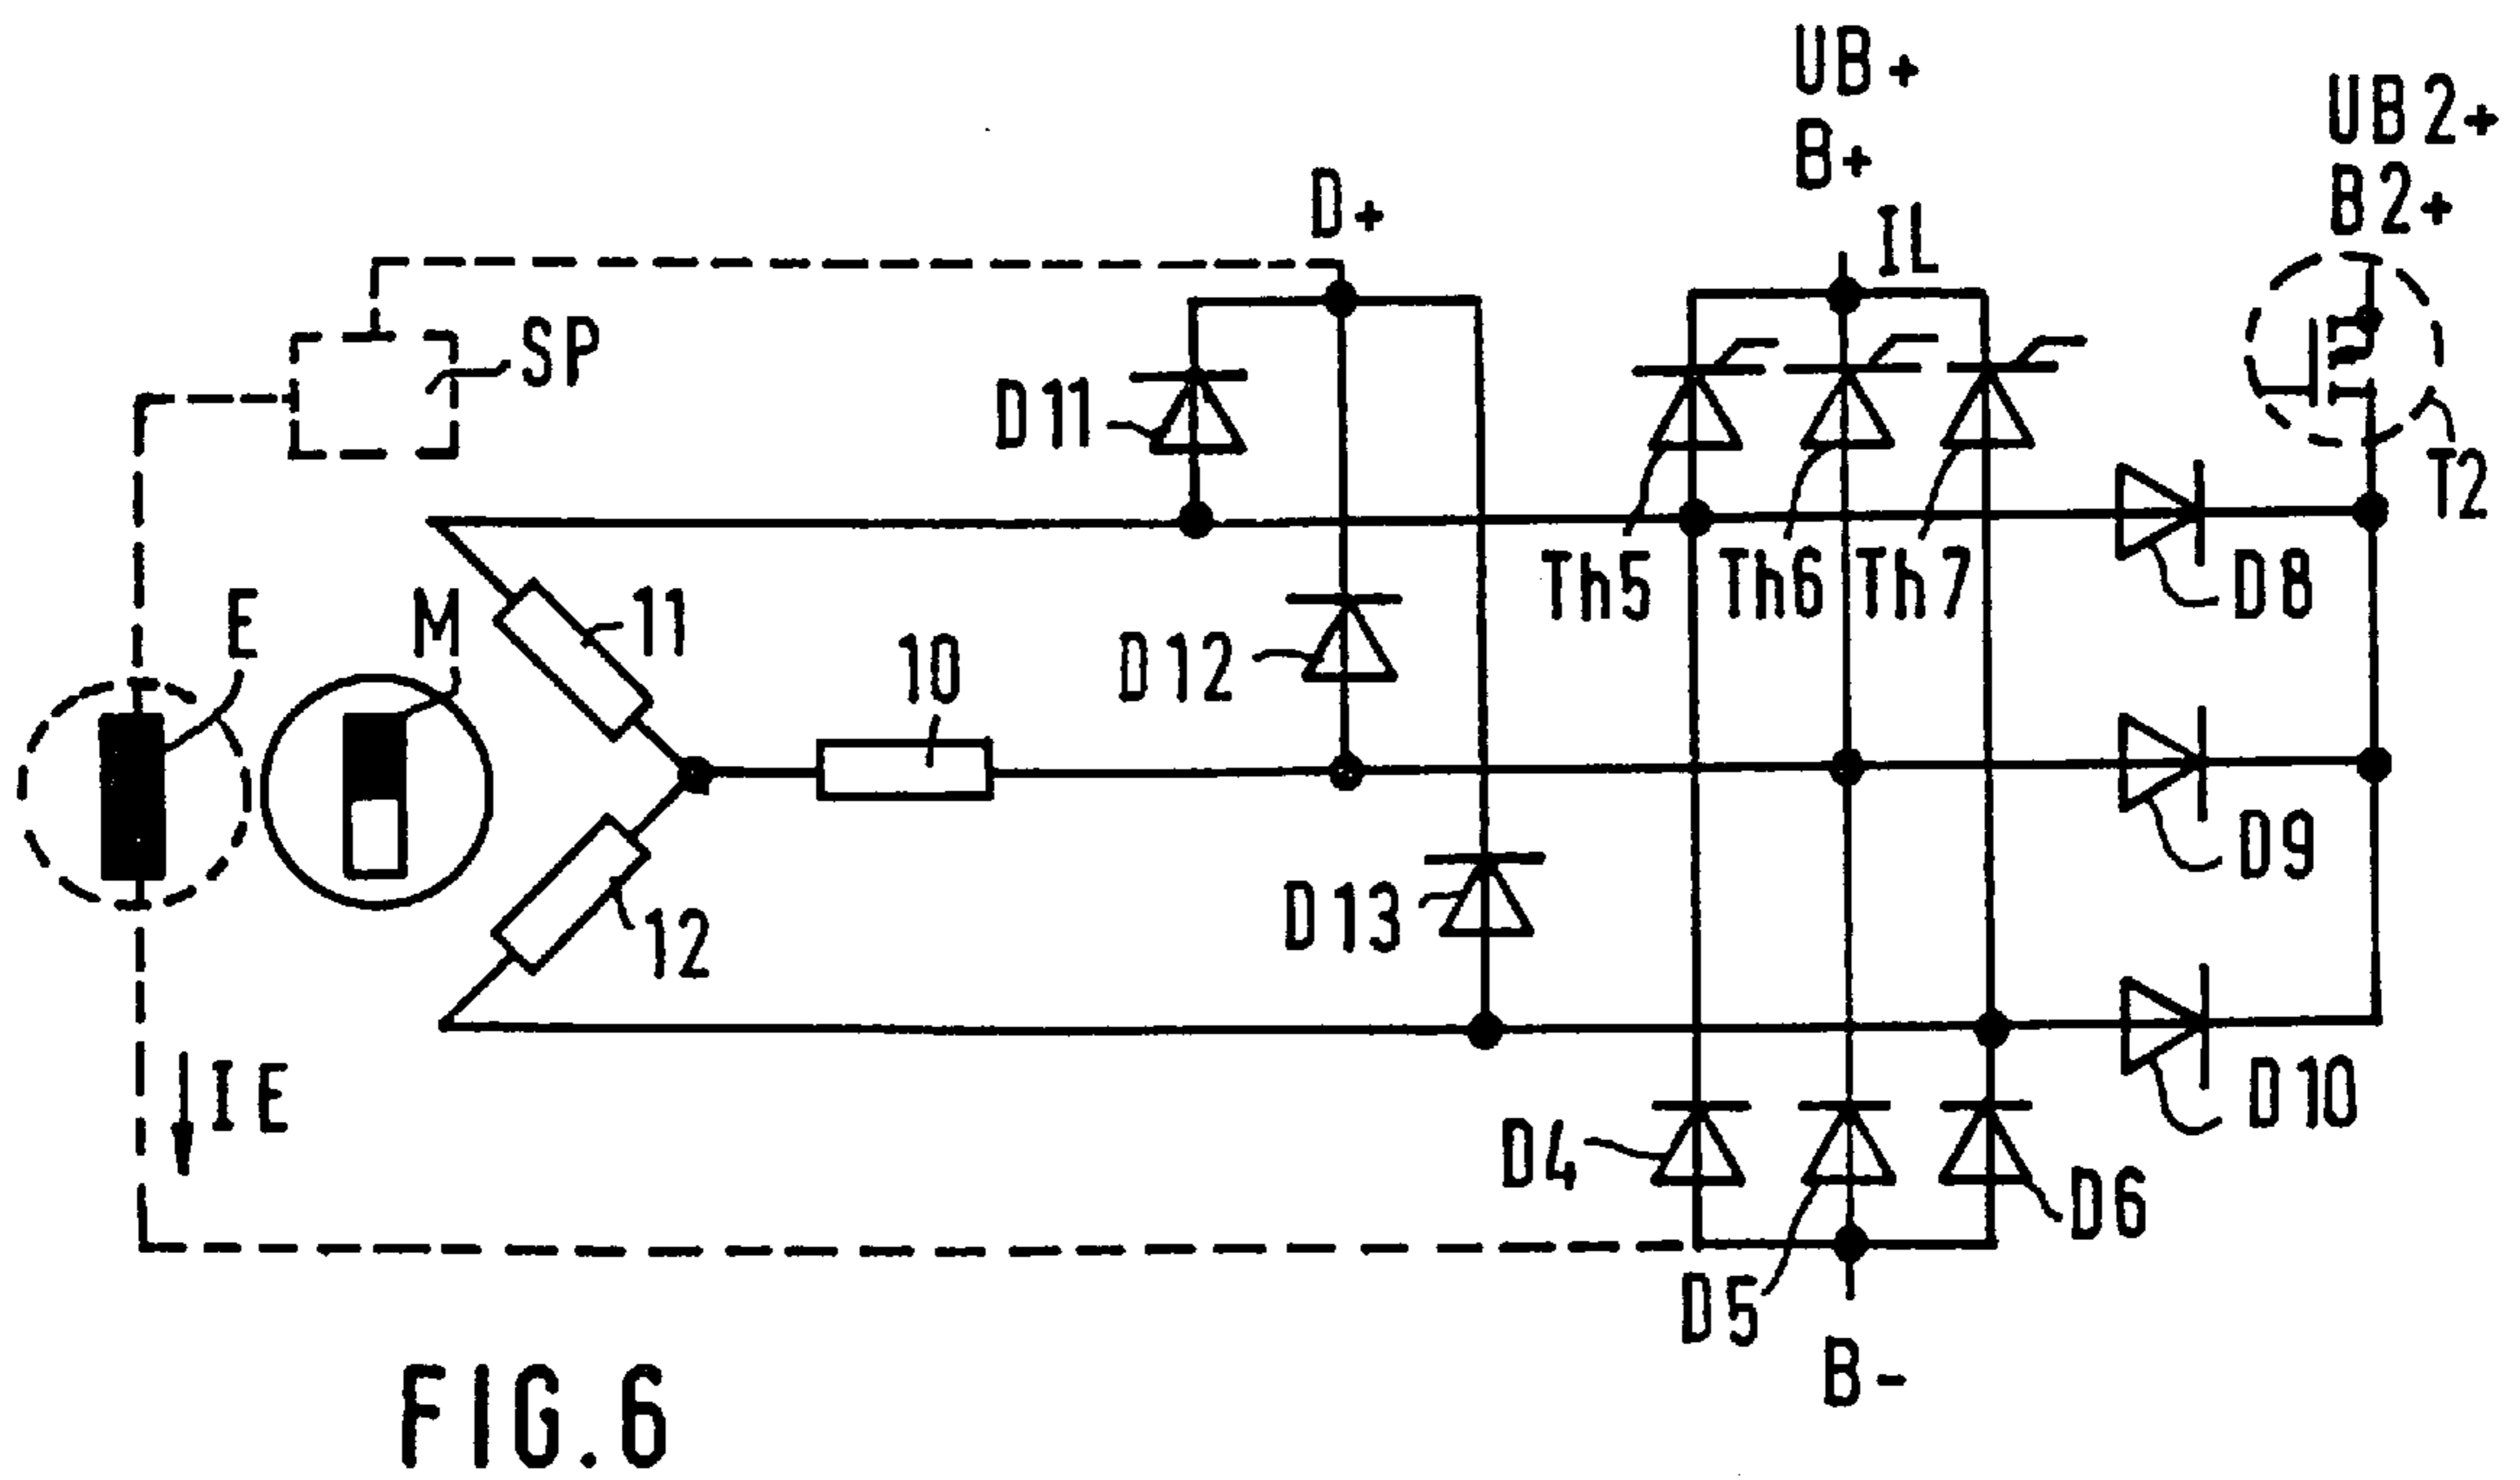 UB+
B+
UB2+
B2+
D+
IL
SP
D11
T2
Th5
Th6
Th7
D8
E
M
11
10
D12
D9
D13
12
IE
D10
D4
D6
D5
B-
FIG.6